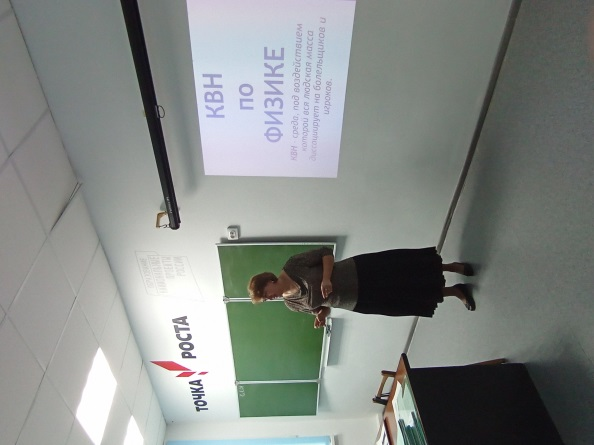 КВН
по
ФИЗИКЕ
КВН - среда, под воздействием
которой вся людская масса
диссоциирует на болельщиков и
игроков.
ТОЧКА РОСТА